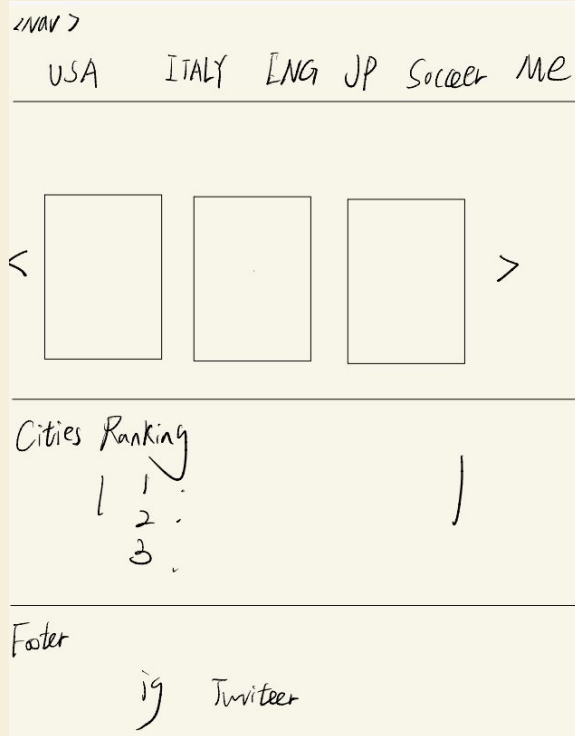 <Nav>
USA ITALY ENG JP Soccer Me
< >
Cities Ranking
1 :
2 .
3 .
Footer
ig Twiteer